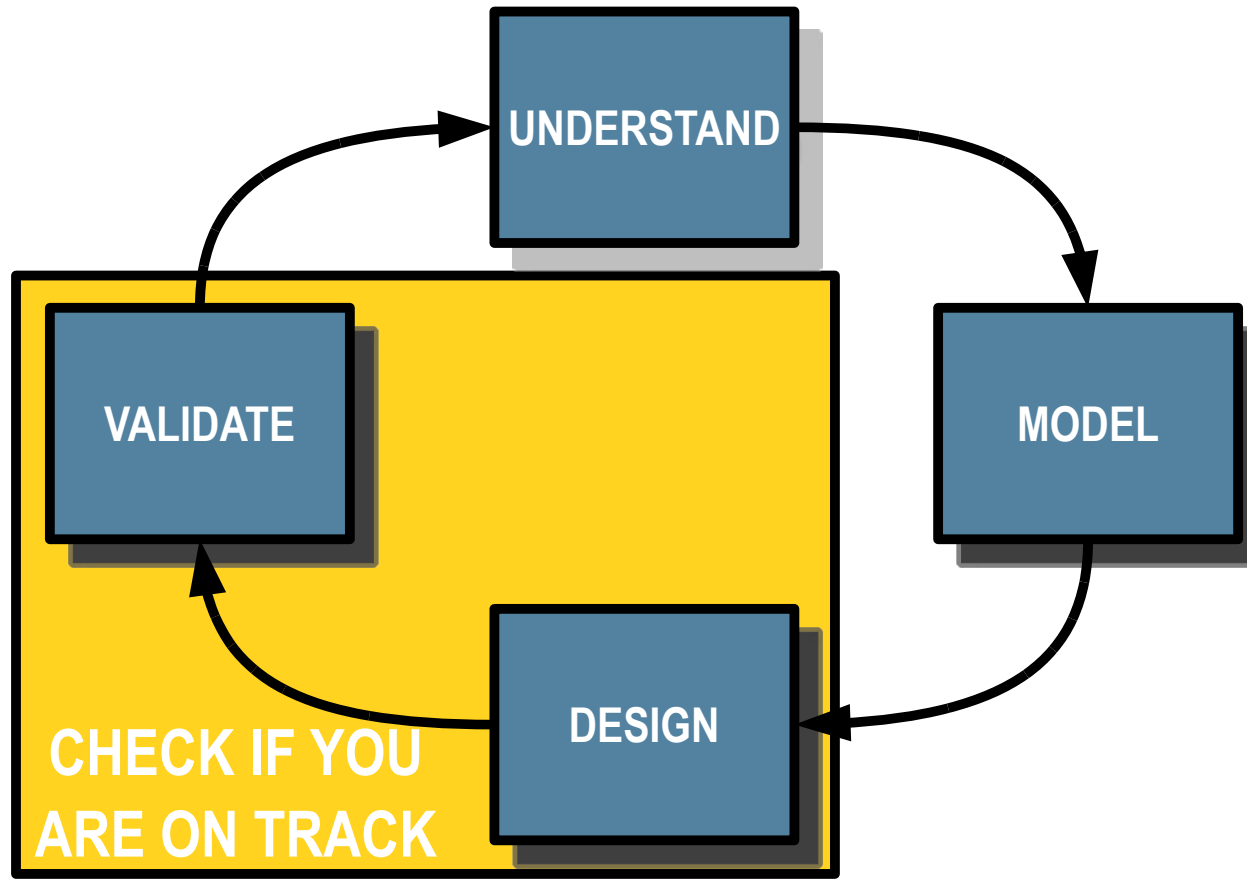 UNDERSTAND
VALIDATE
MODEL
DESIGN
CHECK IF YOU
ARE ON TRACK